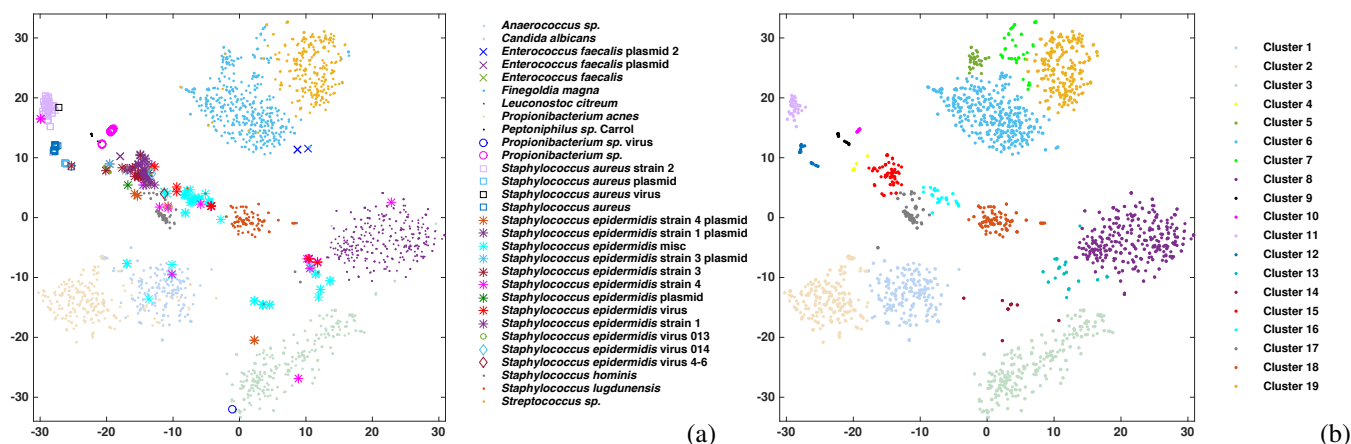 30
20
10
0
-10
-20
-30
-30
-20
-10
0
10
20
30
Anaerococcus sp.
Candida albicans
Enterococcus faecalis plasmid 2
Enterococcus faecalis plasmid
Enterococcus faecalis
Finegoldia magna
Leuconostoc citreum
Propionibacterium acnes
Peptoniphilus sp. Carrol
Propionibacterium sp. virus
Propionibacterium sp.
Staphylococcus aureus strain 2
Staphylococcus aureus plasmid
Staphylococcus aureus virus
Staphylococcus aureus
Staphylococcus epidermidis strain 4 plasmid
Staphylococcus epidermidis strain 1 plasmid
Staphylococcus epidermidis misc
Staphylococcus epidermidis strain 3 plasmid
Staphylococcus epidermidis strain 3
Staphylococcus epidermidis strain 4
Staphylococcus epidermidis plasmid
Staphylococcus epidermidis virus
Staphylococcus epidermidis strain 1
Staphylococcus epidermidis virus 013
Staphylococcus epidermidis virus 014
Staphylococcus epidermidis virus 4-6
Staphylococcus hominis
Staphylococcus lugdunensis
Streptococcus sp.
(a)
30
20
10
0
-10
-20
-30
-30
-20
-10
0
10
20
30
Cluster 1
Cluster 2
Cluster 3
Cluster 4
Cluster 5
Cluster 6
Cluster 7
Cluster 8
Cluster 9
Cluster 10
Cluster 11
Cluster 12
Cluster 13
Cluster 14
Cluster 15
Cluster 16
Cluster 17
Cluster 18
Cluster 19
(b)